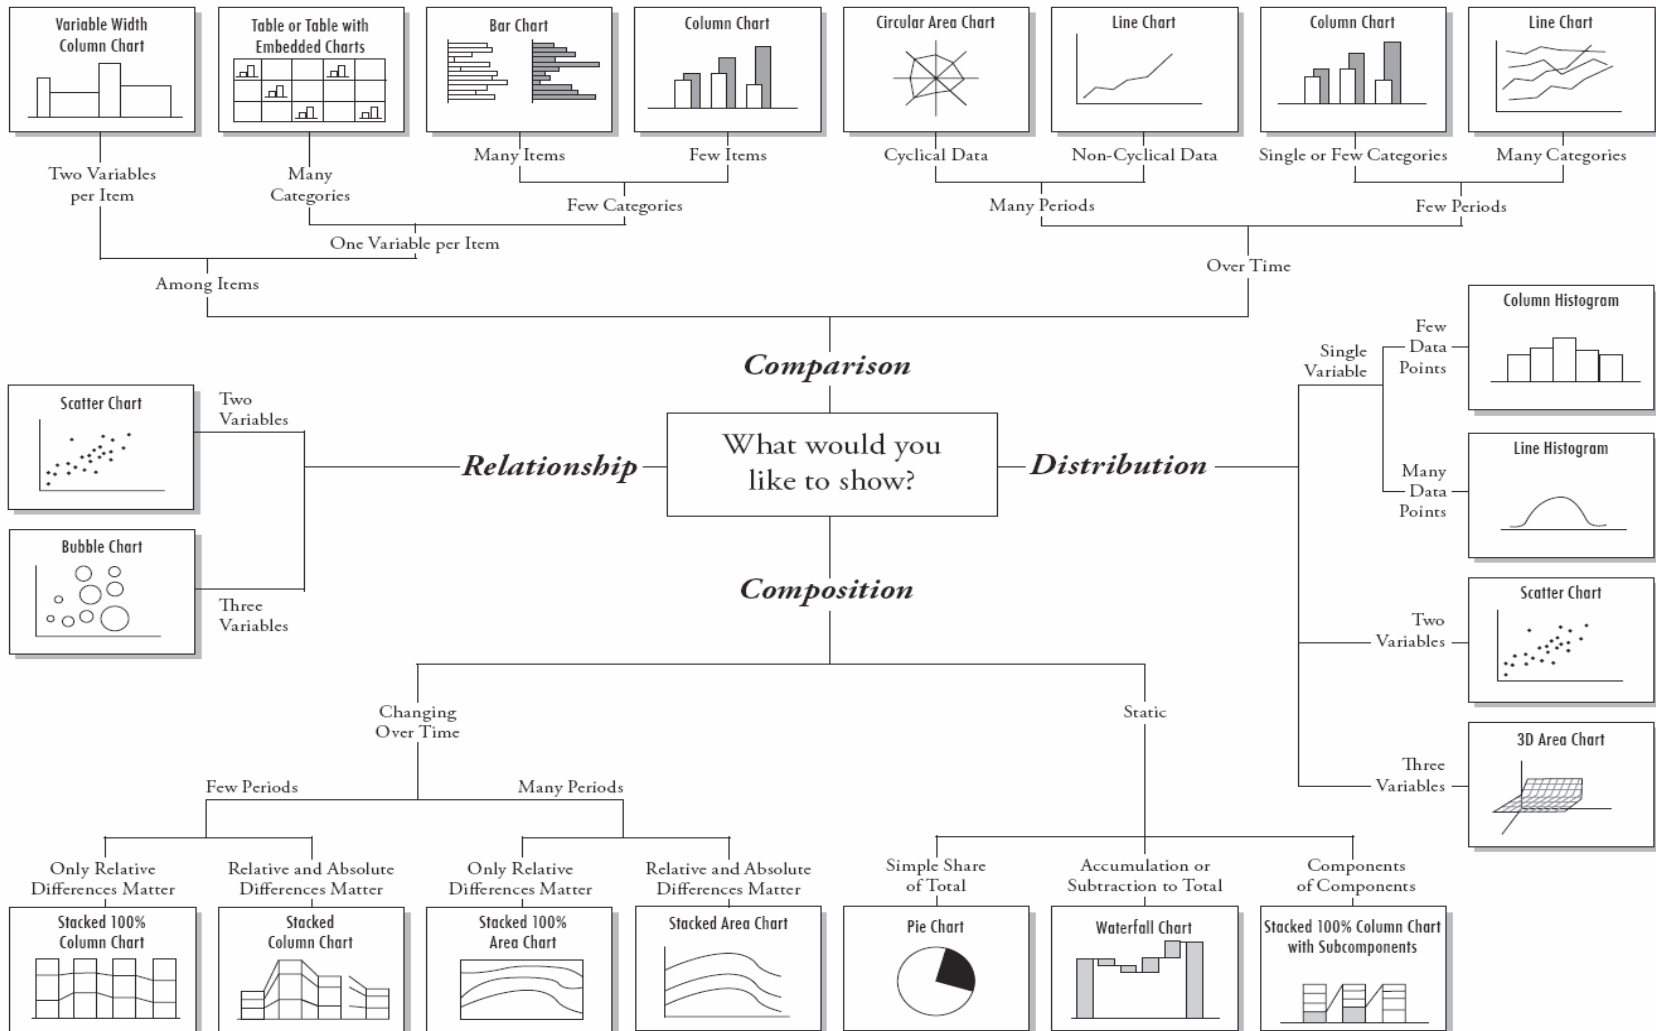 Variable Width
Column Chart
Table or Table with
Embedded Charts
Bar Chart
Column Chart
Circular Area Chart
Line Chart
Column Chart
Line Chart
Two Variables
per Item
Many
Categories
Many Items
Few Items
Cyclical Data
Non-Cyclical Data
Single or Few Categories
Many Categories
Few Categories
Many Periods
Few Periods
One Variable per Item
Among Items
Over Time
Comparison
Relationship
What would you
like to show?
Distribution
Composition
Scatter Chart
Two
Variables
Bubble Chart
Three
Variables
Single
Variable
Few
Data
Points
Column Histogram
Many
Data
Points
Line Histogram
Two
Variables
Scatter Chart
Three
Variables
3D Area Chart
Changing
Over Time
Static
Few Periods
Many Periods
Only Relative
Differences Matter
Relative and Absolute
Differences Matter
Only Relative
Differences Matter
Relative and Absolute
Differences Matter
Simple Share
of Total
Accumulation or
Subtraction to Total
Components
of Components
Stacked 100%
Column Chart
Stacked
Column Chart
Stacked 100%
Area Chart
Stacked Area Chart
Pie Chart
Waterfall Chart
Stacked 100% Column Chart
with Subcomponents